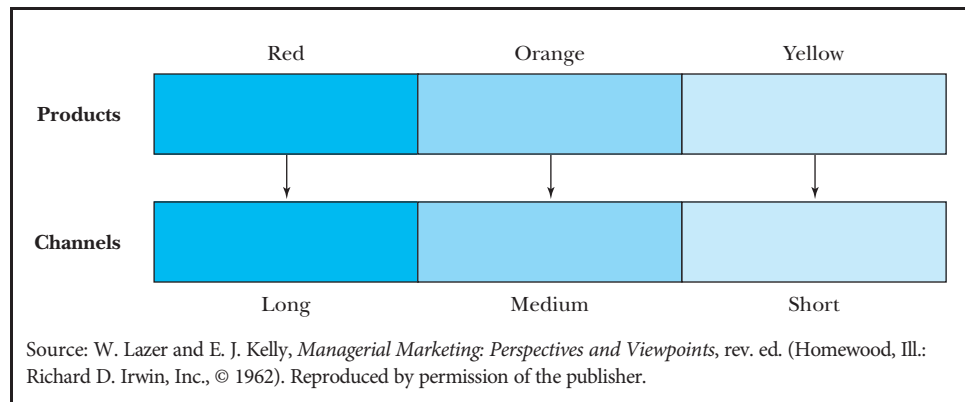 Red Orange Yellow
Products
Channels
Long Medium Short
Source: W. Lazer and E. J. Kelly, Managerial Marketing: Perspectives and Viewpoints, rev. ed. (Homewood, Ill.:
Richard D. Irwin, Inc., © 1962). Reproduced by permission of the publisher.